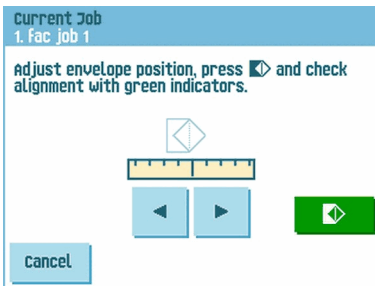 Current Job
1. Fac job 1
Adjust envelope position, press and check
alignment with green indicators.
Cancel